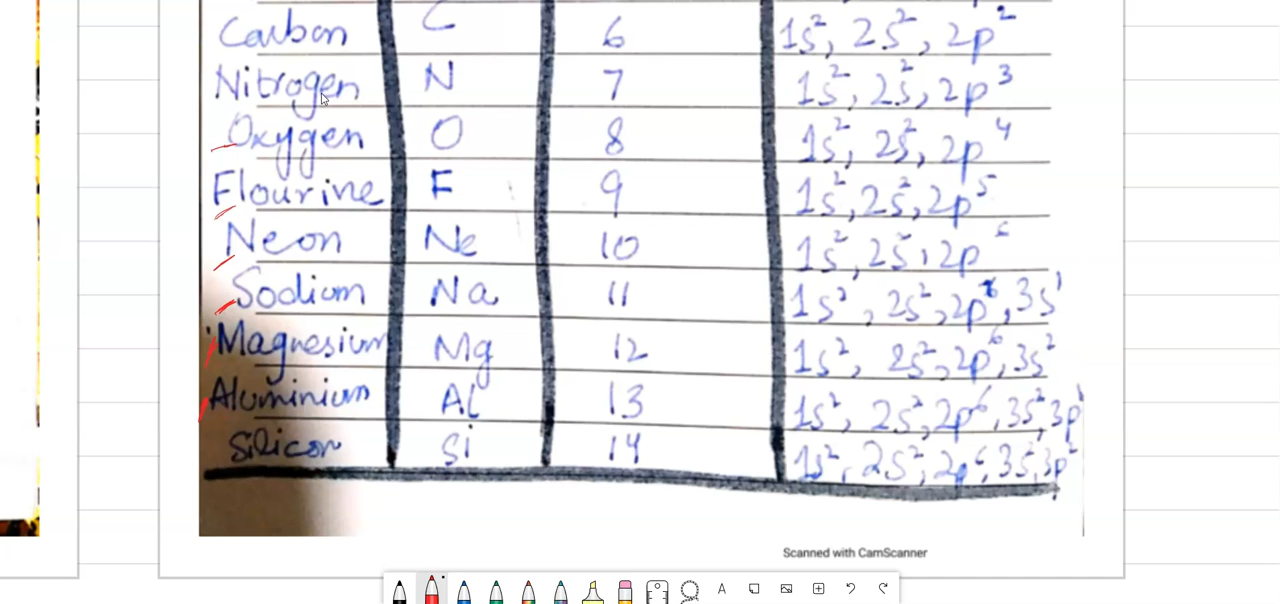 Carbon C 6 1s², 2s², 2p²
Nitrogen N 7 1s², 2s², 2p³
Oxygen O 8 1s², 2s², 2p⁴
Flourine F 9 1s², 2s², 2p⁵
Neon Ne 10 1s², 2s², 2p⁶
Sodium Na 11 1s², 2s², 2p⁶, 3s¹
Magnesium Mg 12 1s², 2s², 2p⁶, 3s²
Aluminium Al 13 1s², 2s², 2p⁶, 3s², 3p¹
Silicon Si 14 1s², 2s², 2p⁶, 3s², 3p²
Scanned with CamScanner
A